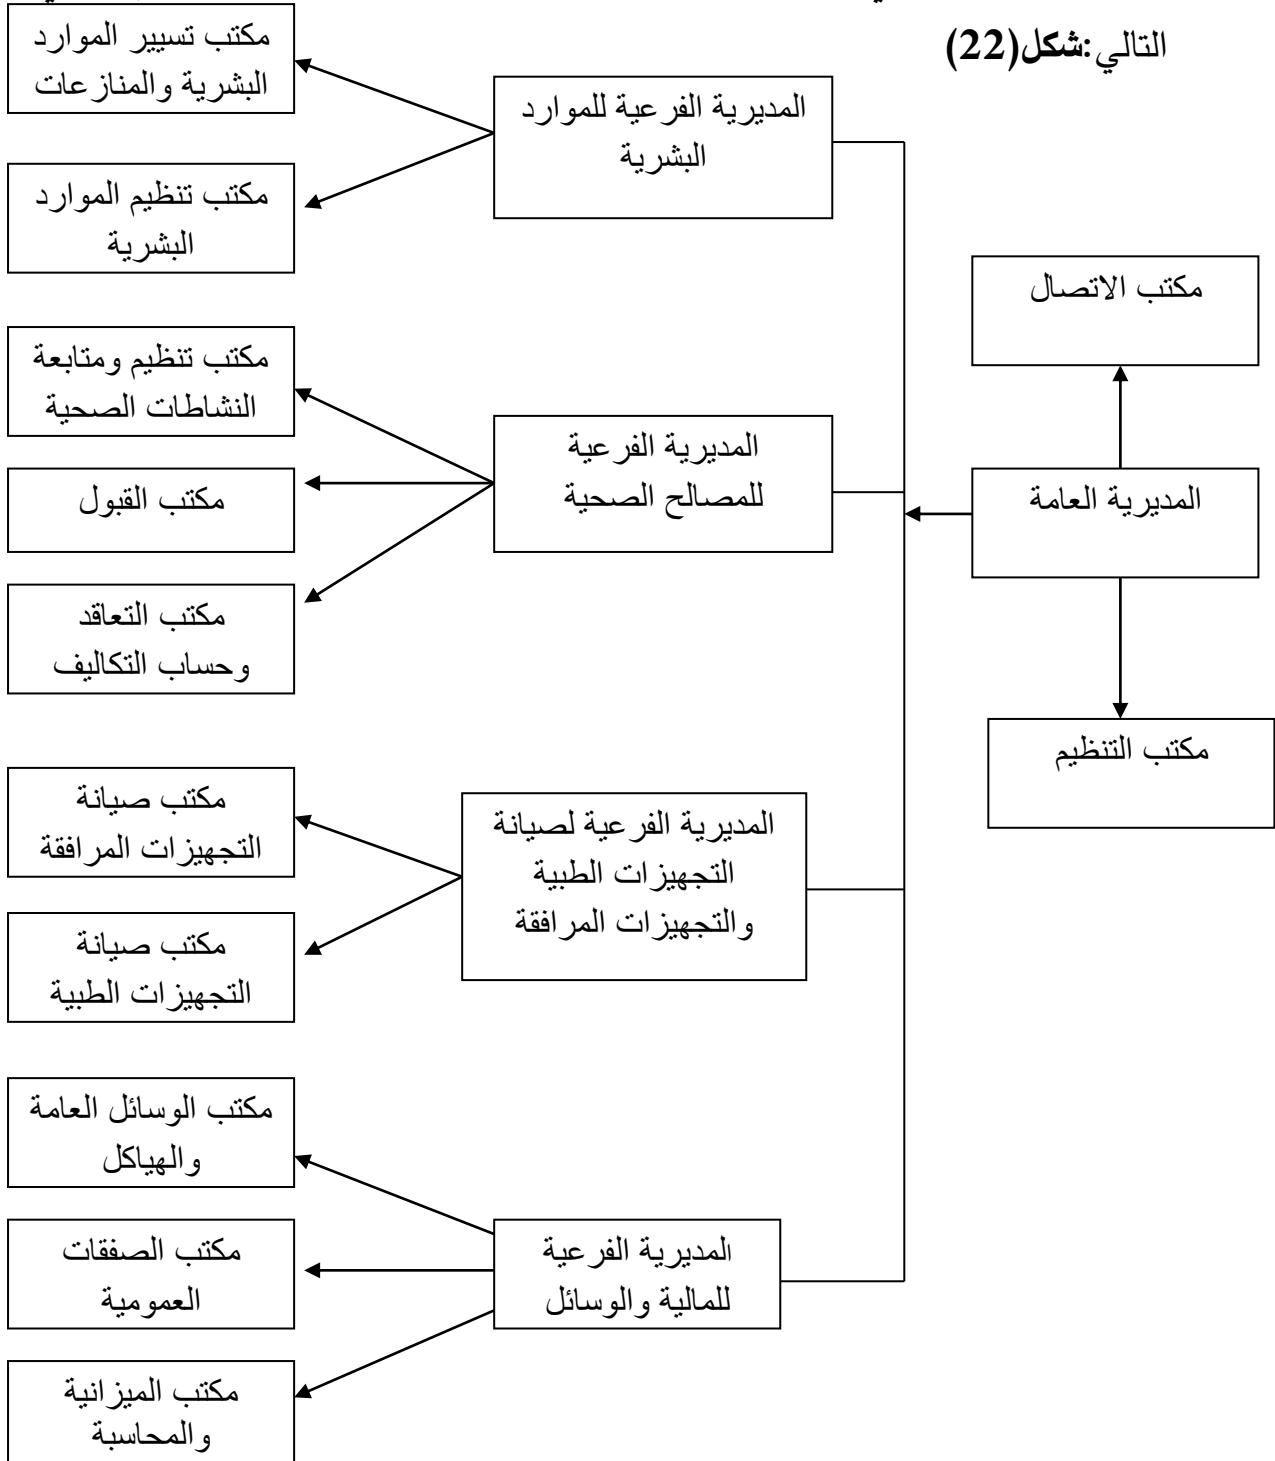 التالي:شكل(22)
مكتب الاتصال
المديرية العامة
مكتب التنظيم
المديرية الفرعية للموارد
البشرية
مكتب تسيير الموارد
البشرية والمنازعات
مكتب تنظيم الموارد
البشرية
المديرية الفرعية
للمصالح الصحية
مكتب تنظيم ومتابعة
النشاطات الصحية
مكتب القبول
مكتب التعاقد
وحساب التكاليف
المديرية الفرعية لصيانة
التجهيزات الطبية
والتجهيزات المرافقة
مكتب صيانة
التجهيزات المرافقة
مكتب صيانة
التجهيزات الطبية
المديرية الفرعية
للمالية والوسائل
مكتب الوسائل العامة
والهياكل
مكتب الصفقات
العمومية
مكتب الميزانية
والمحاسبة